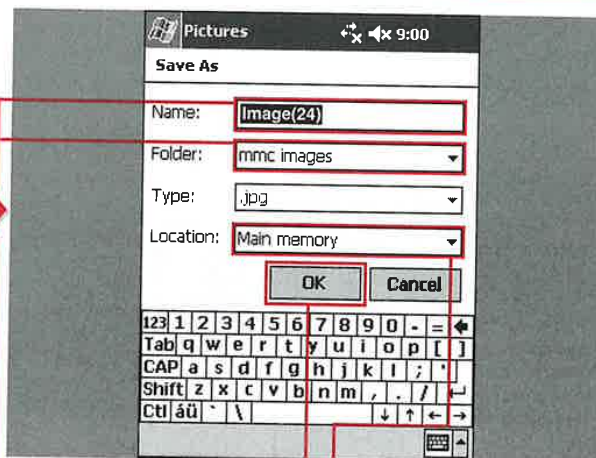 Pictures 9:00
Save As
Name: Image(24)
Folder: mmc images
Type: .jpg
Location: Main memory
OK Cancel
123 1 2 3 4 5 6 7 8 9 0 - = 
Tab q w e r t y u i o p [ ]
CAP a s d f g h j k l ; '
Shift z x c v b n m , . / ↵
Ctl áü ` \ ↓ ↑ ← →